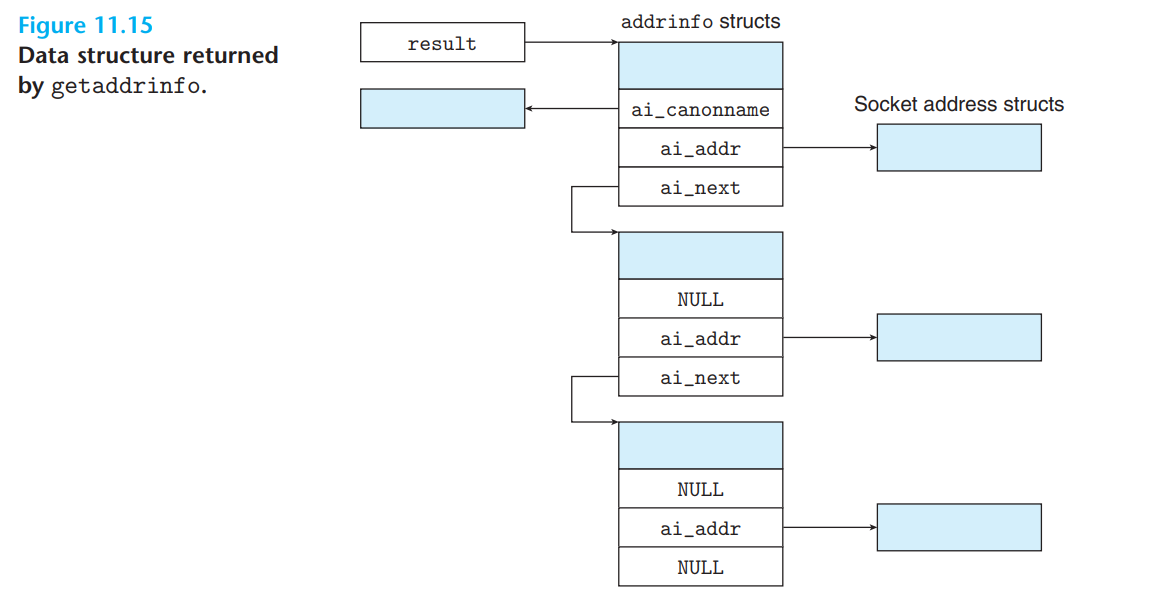 Figure 11.15
Data structure returned
by getaddrinfo.
addrinfo structs
result
ai_canonname
Socket address structs
ai_addr
ai_next
NULL
ai_addr
ai_next
NULL
ai_addr
NULL